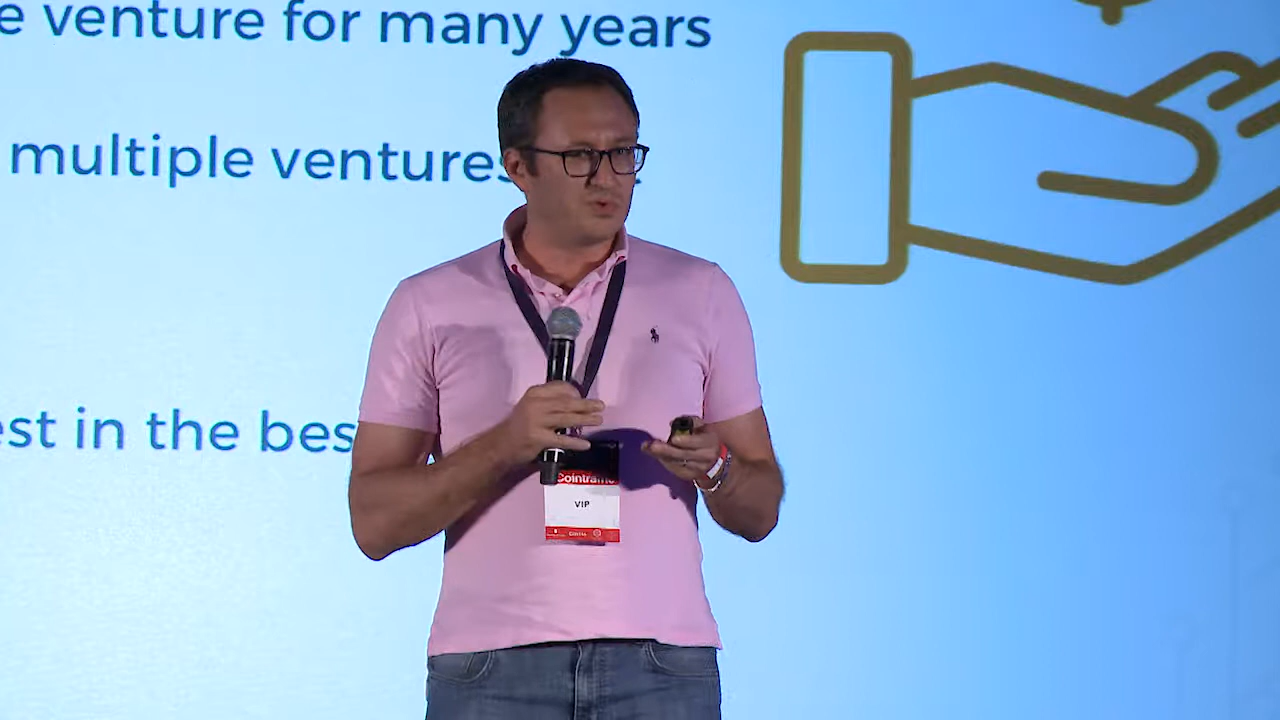 e venture for many years
multiple ventures
est in the bes
Cointraffic
VIP